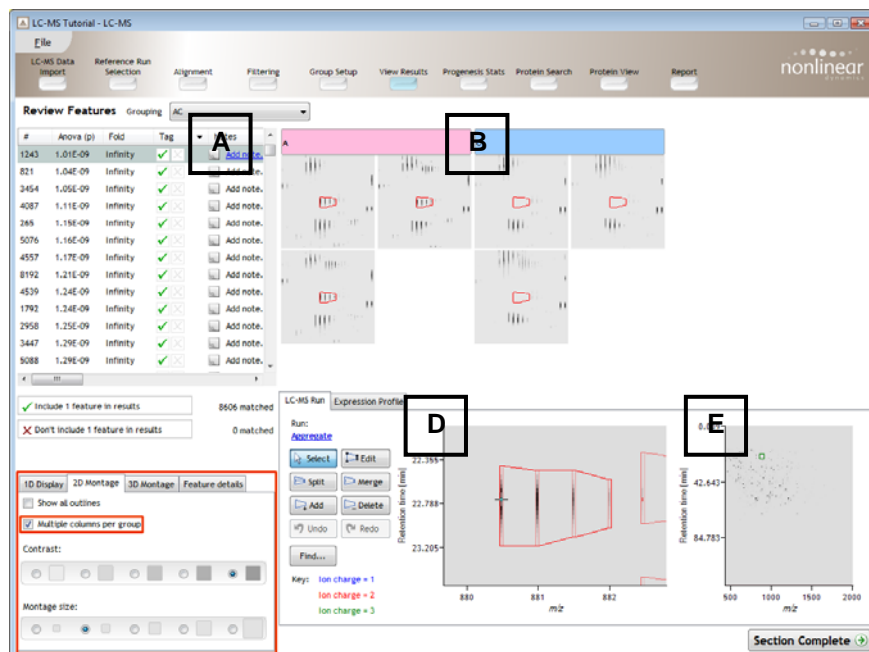 LC-MS Tutorial - LC-MS
File
LC-MS Data Import
Reference Run Selection
Alignment
Filtering
Group Setup
View Results
Progenesis Stats
Protein Search
Protein View
Report
nonlinear
dynamics
Review Features Grouping AC
# Anova (p) Fold Tag Notes
1243 1.01E-09 Infinity Add note.
821 1.04E-09 Infinity Add note.
3454 1.05E-09 Infinity Add note.
4087 1.11E-09 Infinity Add note.
265 1.15E-09 Infinity Add note.
5076 1.16E-09 Infinity Add note.
4557 1.17E-09 Infinity Add note.
8192 1.21E-09 Infinity Add note.
4539 1.24E-09 Infinity Add note.
1792 1.24E-09 Infinity Add note.
2958 1.25E-09 Infinity Add note.
3447 1.29E-09 Infinity Add note.
5088 1.29E-09 Infinity Add note.
A
A
B
Include 1 feature in results
8606 matched
Don't include 1 feature in results
0 matched
1D Display 2D Montage 3D Montage Feature details
Show all outlines
Multiple columns per group
Contrast:
Montage size:
LC-MS Run Expression Profile
Run:
Aggregate
Select Edit
Split Merge
Add Delete
Undo Redo
Find...
Key: Ion charge = 1
Ion charge = 2
Ion charge = 3
D
Retention time [min]
22.355
22.788
23.205
880 881 882
m/z
E
Retention time [min]
42.643
84.783
500 1000 1500 2000
m/z
Section Complete